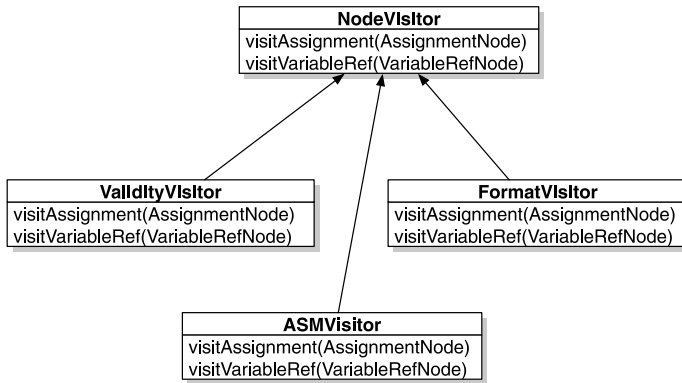 NodeVIsItor
visitAssignment(AssignmentNode)
visitVariableRef(VariableRefNode)
ValIdItyVIsItor
visitAssignment(AssignmentNode)
visitVariableRef(VariableRefNode)
FormatVIsItor
visitAssignment(AssignmentNode)
visitVariableRef(VariableRefNode)
ASMVisitor
visitAssignment(AssignmentNode)
visitVariableRef(VariableRefNode)